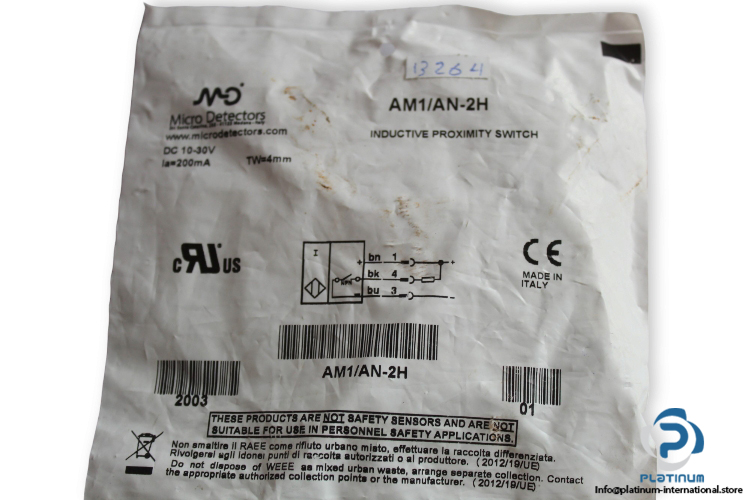 13264
MD
Micro Detectors
www.microdetectors.com
DC 10-30V
Ia=200mA TW=4mm
AM1/AN-2H
INDUCTIVE PROXIMITY SWITCH
c RU US
I
+ bn 1 +
NPN bk 4
- bu 3 -
CE
MADE IN
ITALY
AM1/AN-2H
2003
01
THESE PRODUCTS ARE NOT SAFETY SENSORS AND ARE NOT
SUITABLE FOR USE IN PERSONNEL SAFETY APPLICATIONS.
Non smaltire il RAEE come rifiuto urbano misto, effettuare la raccolta differenziata.
Rivolgersi agli idonei punti di raccolta autorizzati o al produttore. (2012/19/UE)
Do not dispose of WEEE as mixed urban waste, arrange separate collection. Contact
the appropriate authorized collection points or the manufacturer. (2012/19/UE)
PLATINUM
INTERNATIONAL
Info@platinum-international.store